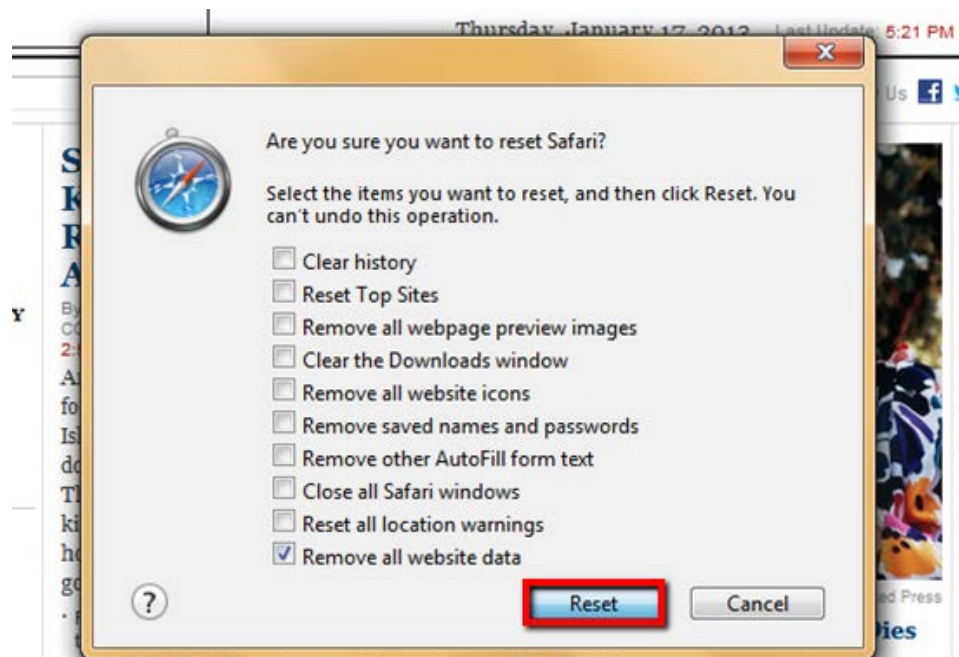 Thursday, January 17, 2013 Last Update: 5:21 PM
Us
Are you sure you want to reset Safari?
Select the items you want to reset, and then click Reset. You
can't undo this operation.
Clear history
Reset Top Sites
Remove all webpage preview images
Clear the Downloads window
Remove all website icons
Remove saved names and passwords
Remove other AutoFill form text
Close all Safari windows
Reset all location warnings
Remove all website data
? Reset Cancel
S
K
R
A
Y
By
Press
Dies